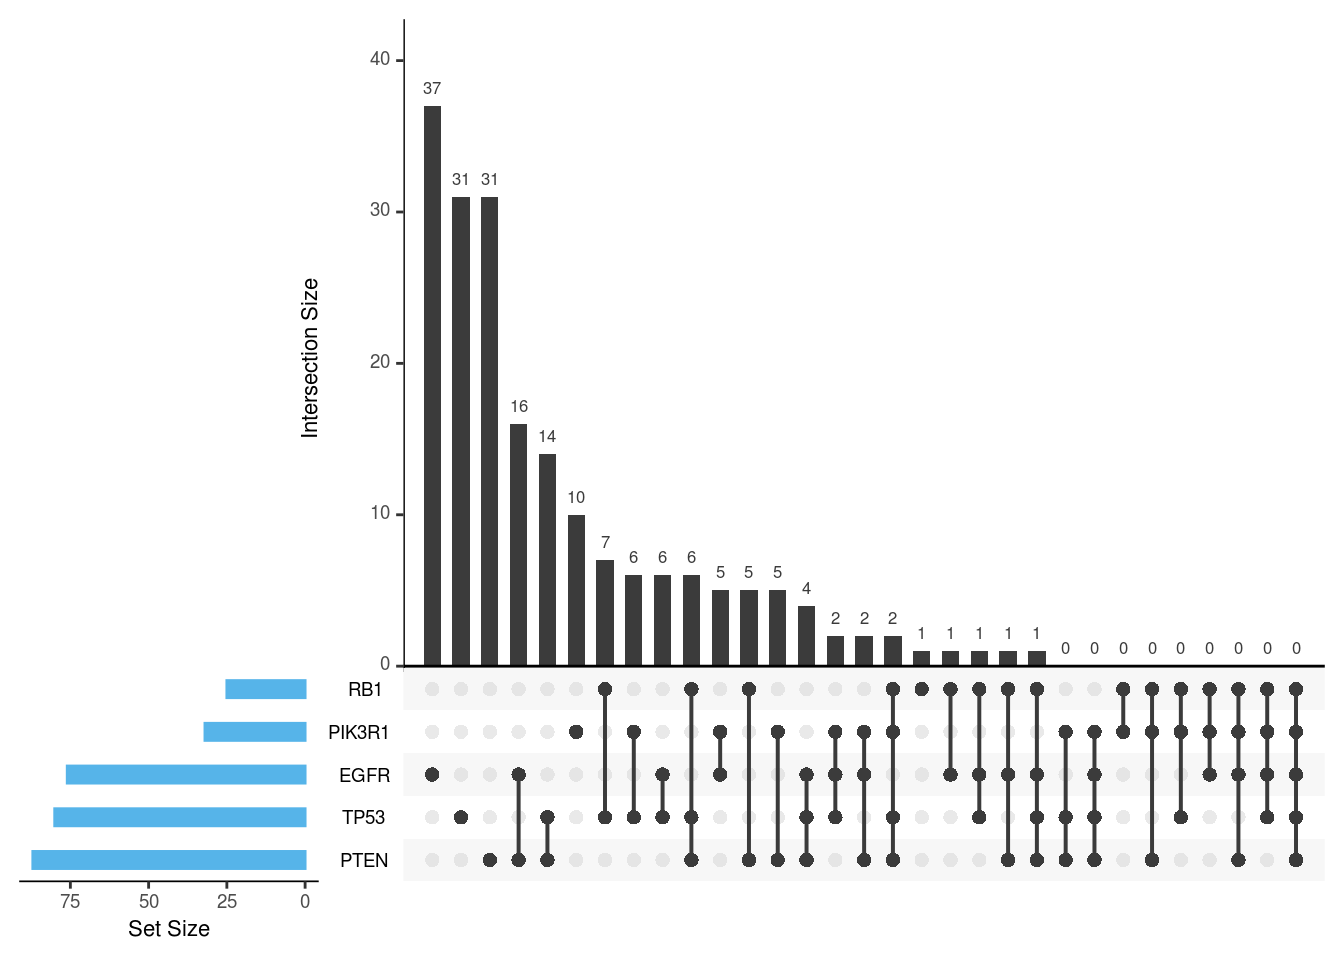 40
37
31 31
30
Intersection Size
20
16
14
10
10
7
6 6 6
5 5 5
4
2 2 2
1 1 1 1 1
0 0 0 0 0 0 0 0 0
0
RB1
PIK3R1
EGFR
TP53
PTEN
75 50 25 0
Set Size